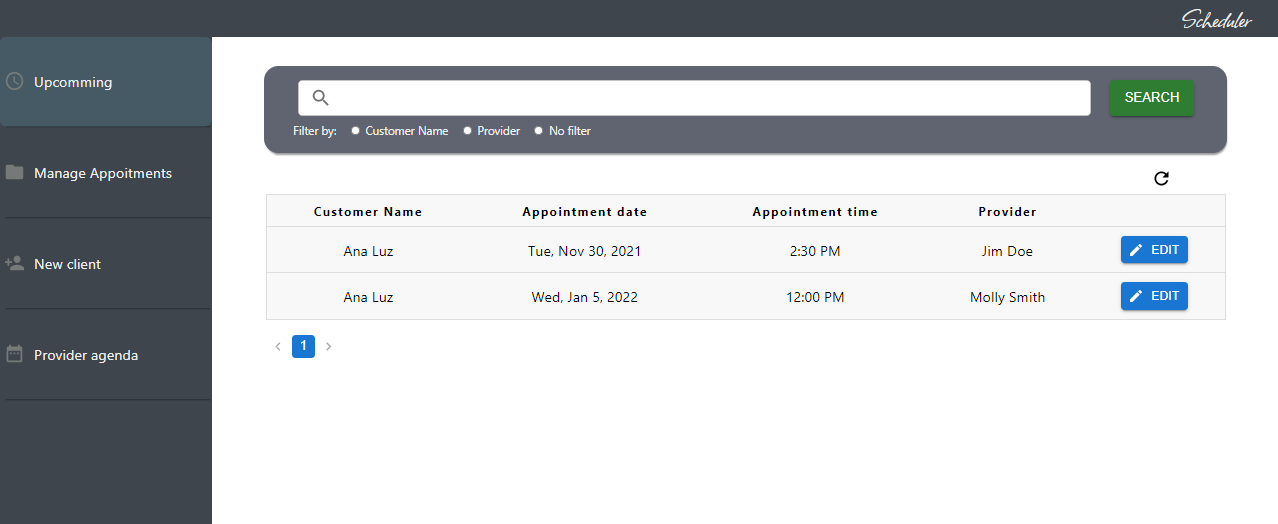 Scheduler
Upcomming
Manage Appoitments
New client
Provider agenda
SEARCH
Filter by: Customer Name Provider No filter
Customer Name Appointment date Appointment time Provider
Ana Luz Tue, Nov 30, 2021 2:30 PM Jim Doe EDIT
Ana Luz Wed, Jan 5, 2022 12:00 PM Molly Smith EDIT
1